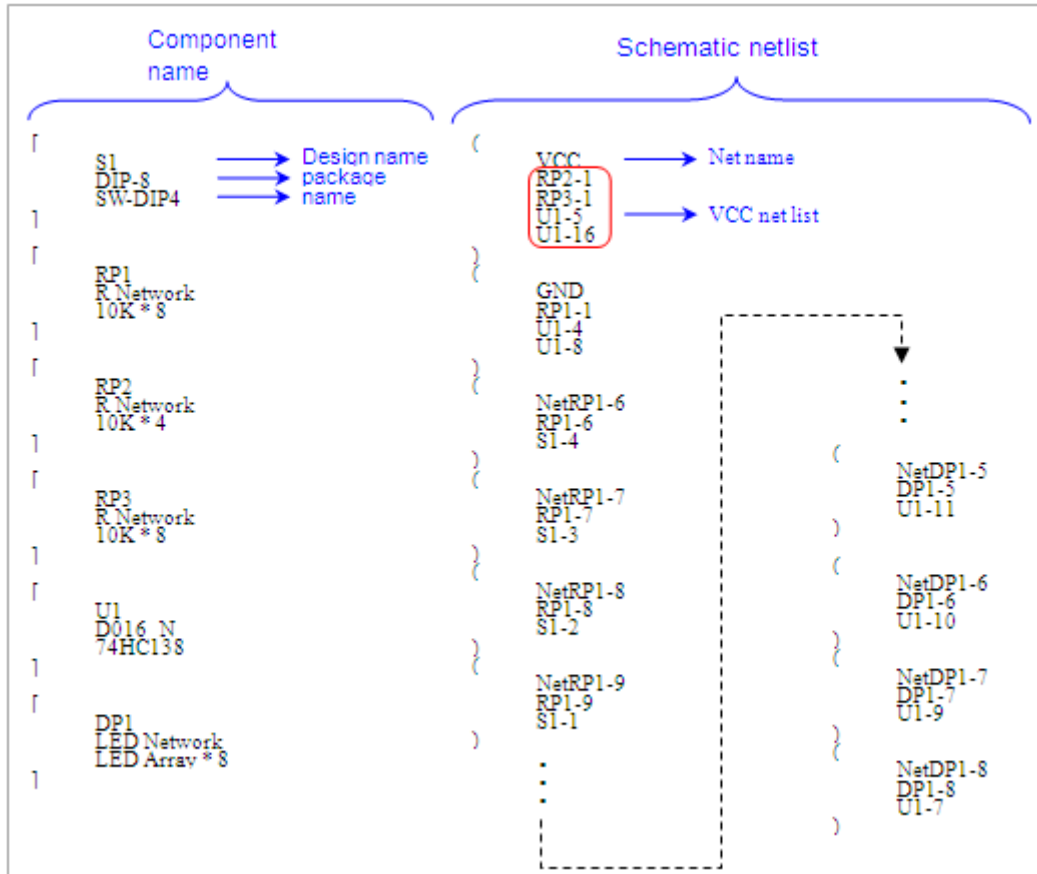 Component
name
Schematic netlist
[
S1
DIP-8
SW-DIP4
]
Design name
package
name
[
RP1
R Network
10K * 8
]
[
RP2
R Network
10K * 4
]
[
RP3
R Network
10K * 8
]
[
U1
D016_N
74HC138
]
[
DP1
LED Network
LED Array * 8
]
(
VCC
RP2-1
RP3-1
U1-5
U1-16
)
Net name
VCC net list
(
GND
RP1-1
U1-4
U1-8
)
(
NetRP1-6
RP1-6
S1-4
)
(
NetRP1-7
RP1-7
S1-3
)
(
NetRP1-8
RP1-8
S1-2
)
(
NetRP1-9
RP1-9
S1-1
)
(
NetDP1-5
DP1-5
U1-11
)
(
NetDP1-6
DP1-6
U1-10
)
(
NetDP1-7
DP1-7
U1-9
)
(
NetDP1-8
DP1-8
U1-7
)